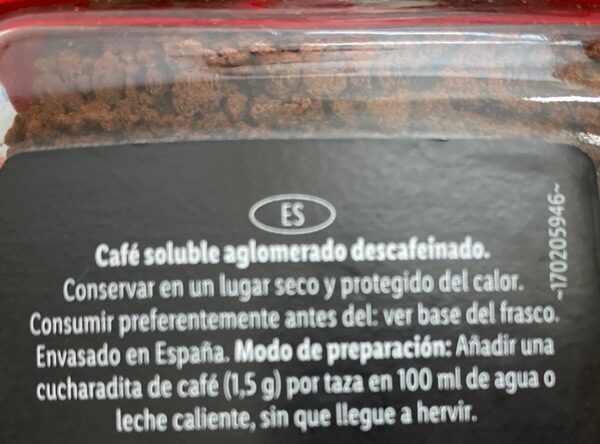 ES
Café soluble aglomerado descafeinado.
Conservar en un lugar seco y protegido del calor.
Consumir preferentemente antes del: ver base del frasco.
Envasado en España. Modo de preparación: Añadir una
cucharadita de café (1,5 g) por taza en 100 ml de agua o
leche caliente, sin que llegue a hervir.
~170205946~